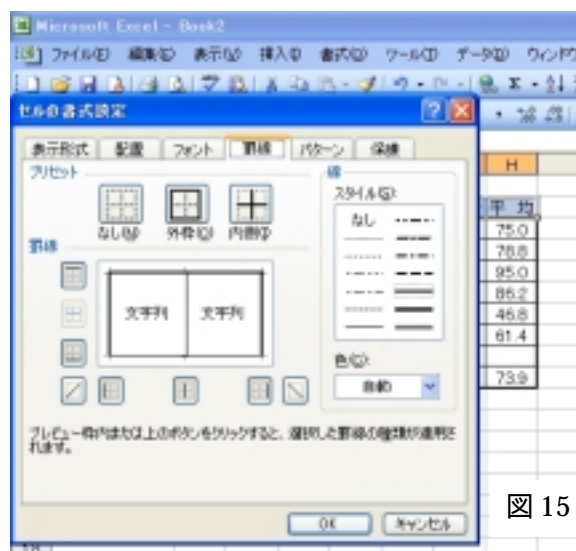 Microsoft Excel - Book2
ファイル(F) 編集(E) 表示(V) 挿入(I) 書式(O) ツール(T) データ(D) ウィンドウ
セルの書式設定
表示形式 配置 フォント 罫線 パターン 保護
プリセット
なし(N) 外枠(O) 内側(I)
罫線
文字列 文字列
線
スタイル(S):
なし
色(C):
自動
プレビュー枠内または上のボタンをクリックすると、選択した罫線の種類が適用さ
れます。
OK キャンセル
H
平均
75.0
78.8
95.0
86.2
46.8
61.4
73.9
図 15